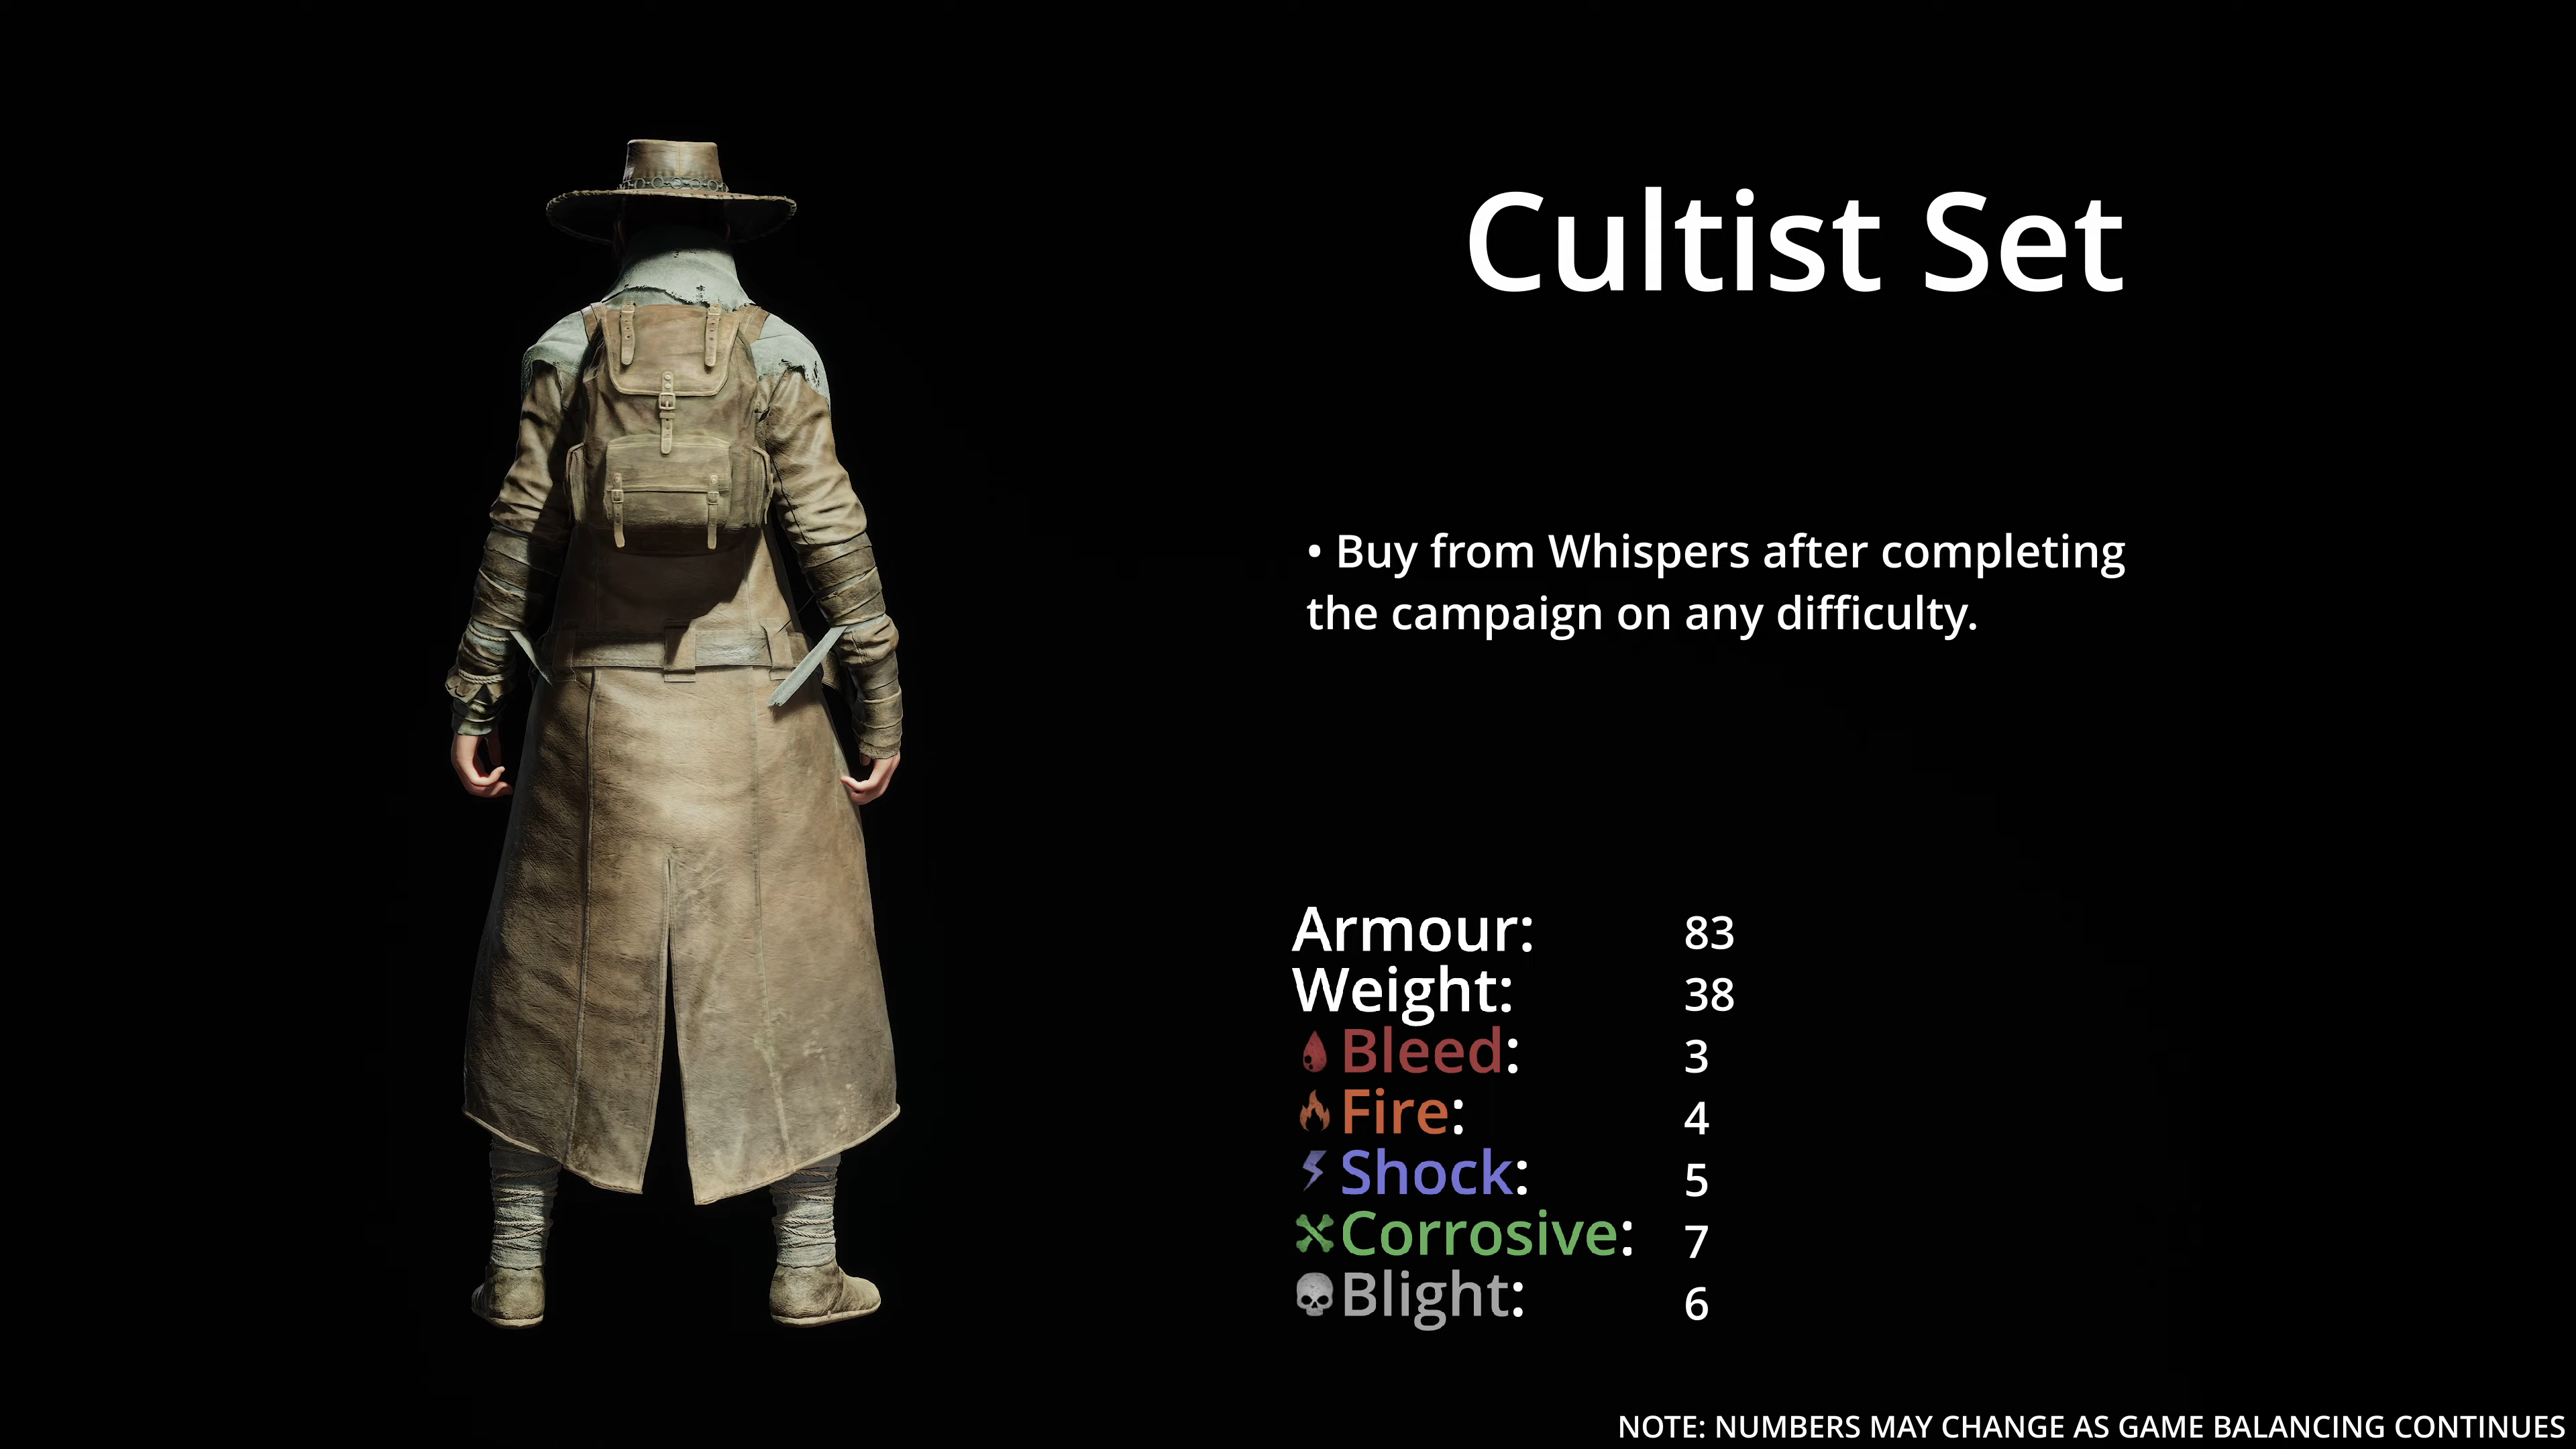 Cultist Set
• Buy from Whispers after completing
the campaign on any difficulty.
Armour: 83
Weight: 38
Bleed: 3
Fire: 4
Shock: 5
Corrosive: 7
Blight: 6
NOTE: NUMBERS MAY CHANGE AS GAME BALANCING CONTINUES